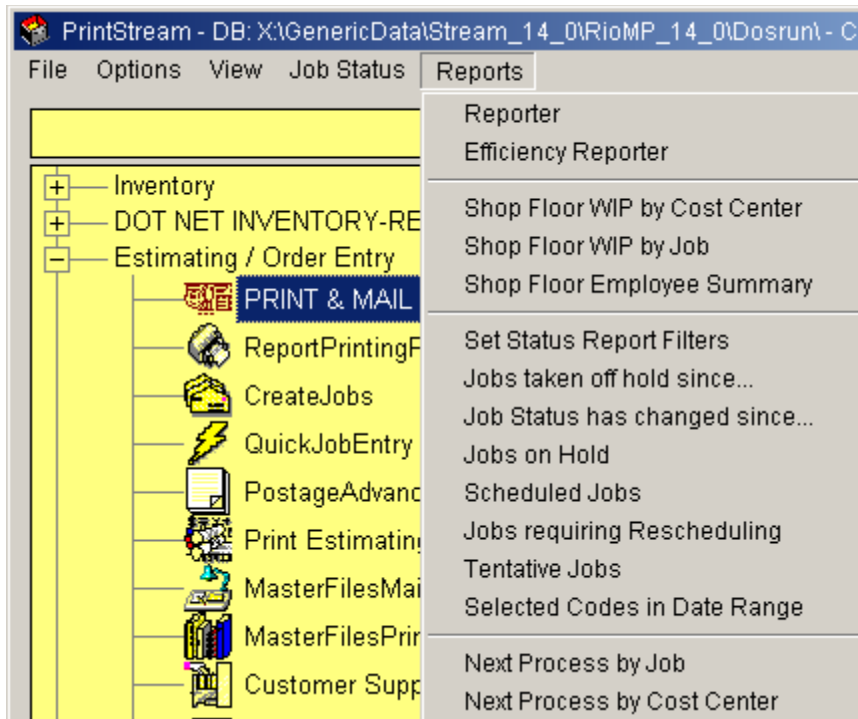 PrintStream - DB: X:\GenericData\Stream_14_0\RioMP_14_0\Dosrun\ - C
File Options View Job Status Reports
Reporter
Efficiency Reporter
Shop Floor WIP by Cost Center
Shop Floor WIP by Job
Shop Floor Employee Summary
Set Status Report Filters
Jobs taken off hold since...
Job Status has changed since...
Jobs on Hold
Scheduled Jobs
Jobs requiring Rescheduling
Tentative Jobs
Selected Codes in Date Range
Next Process by Job
Next Process by Cost Center
Inventory
DOT NET INVENTORY-RE
Estimating / Order Entry
PRINT & MAIL
ReportPrintingF
CreateJobs
QuickJobEntry
PostageAdvanc
Print Estimating
MasterFilesMai
MasterFilesPrin
Customer Supp